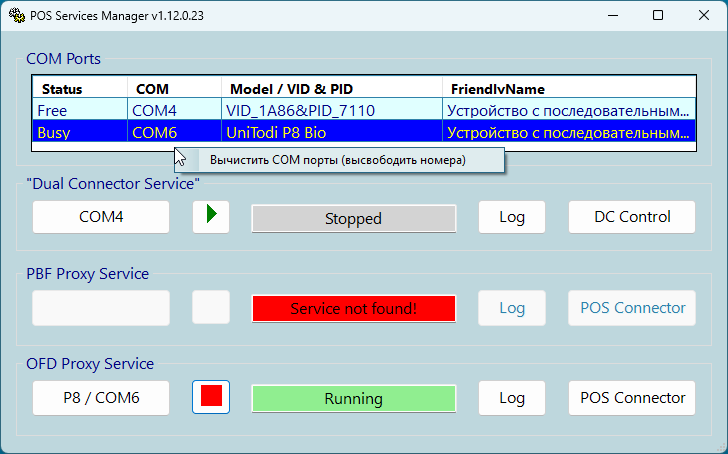 POS Services Manager v1.12.0.23
COM Ports
Status COM Model / VID & PID FriendlyName
Free COM4 VID_1A86&PID_7110 Устройство с последовательным...
Busy COM6 UniTodi P8 Bio Устройство с последовательным...
Вычистить COM порты (высвободить номера)
"Dual Connector Service"
COM4 Stopped Log DC Control
PBF Proxy Service
Service not found! Log POS Connector
OFD Proxy Service
P8 / COM6 Running Log POS Connector